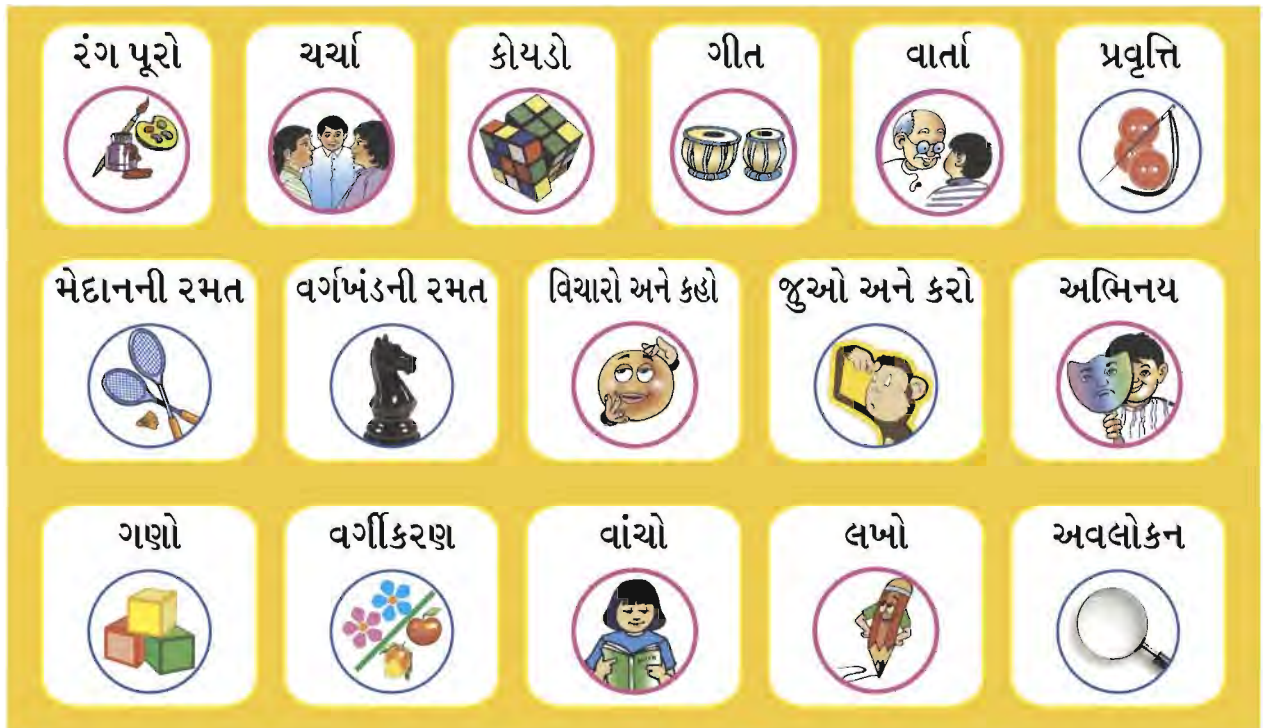 રંગ પૂરો
ચર્ચા
કોયડો
ગીત
વાર્તા
પ્રવૃત્તિ
મેદાનની રમત
વર્ગખંડની રમત
વિચારો અને કહો
જુઓ અને કરો
અભિનય
ગણો
વર્ગીકરણ
વાંચો
લખો
અવલોકન